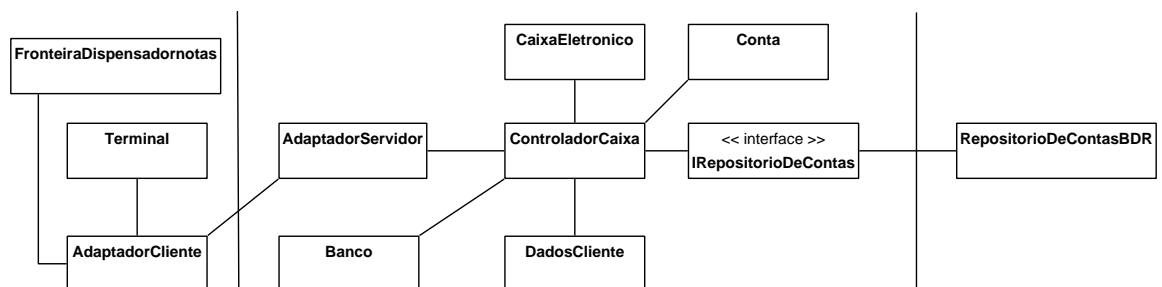 CaixaEletronico
Conta
FronteiraDispensadornotas
Terminal
AdaptadorServidor
ControladorCaixa
<< interface >>
IRepositorioDeContas
RepositorioDeContasBDR
AdaptadorCliente
Banco
DadosCliente